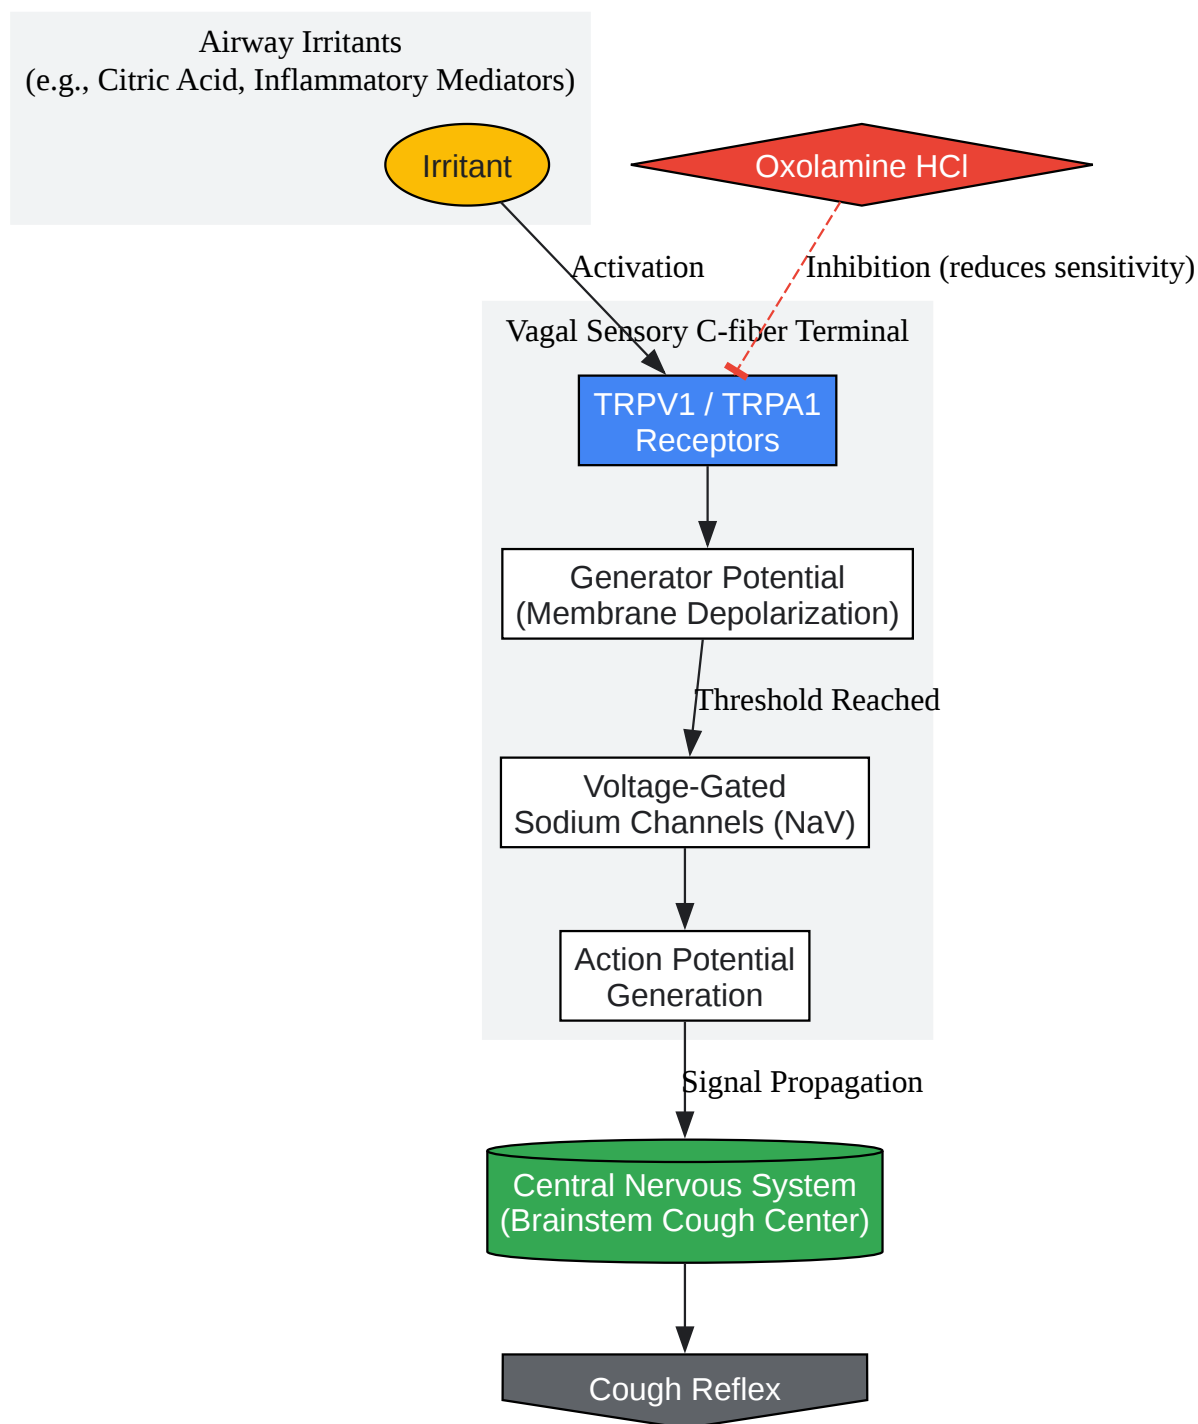 Airway Irritants
(e.g., Citric Acid, Inflammatory Mediators)
Irritant
Oxolamine HCl
Activation
Inhibition (reduces sensitivity)
Vagal Sensory C-fiber Terminal
TRPV1 / TRPA1
Receptors
Generator Potential
(Membrane Depolarization)
Threshold Reached
Voltage-Gated
Sodium Channels (NaV)
Action Potential
Generation
Signal Propagation
Central Nervous System
(Brainstem Cough Center)
Cough Reflex